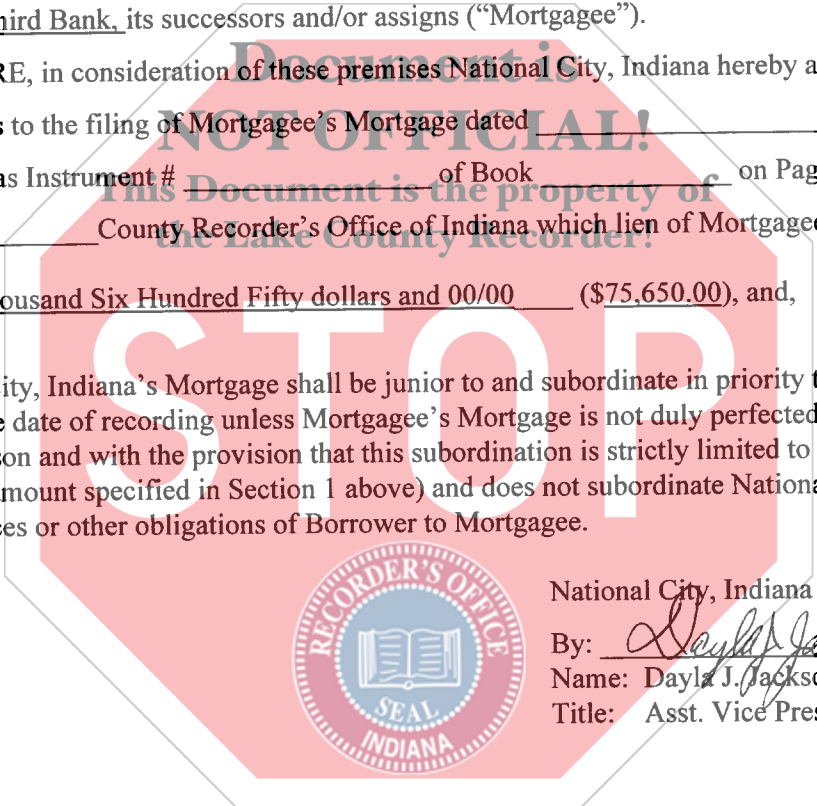 hird Bank, its successors and/or assigns (“Mortgagee”).
Document is
RE, in consideration of these premises National City, Indiana hereby a
NOT OFFICIAL!
s to the filing of Mortgagee's Mortgage dated
as Instrument # of Book on Pag
This Document is the property of
County Recorder's Office of Indiana which lien of Mortgagee
the Lake County Recorder!
ousand Six Hundred Fifty dollars and 00/00 ($75,650.00), and,
STOP
ity, Indiana's Mortgage shall be junior to and subordinate in priority t
e date of recording unless Mortgagee's Mortgage is not duly perfected
son and with the provision that this subordination is strictly limited to
mount specified in Section 1 above) and does not subordinate Nationa
ces or other obligations of Borrower to Mortgagee.
RECORDER'S OFFICE
SEAL
INDIANA
National City, Indiana
By: Dayla J. Ja
Name: Dayla J. Jackso
Title: Asst. Vice Pres